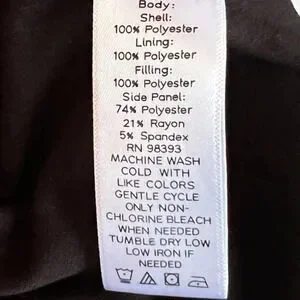 Body:
Shell:
100% Polyester
Lining:
100% Polyester
Filling:
100% Polyester
Side Panel:
74% Polyester
21% Rayon
5% Spandex
RN 98393
MACHINE WASH
COLD WITH
LIKE COLORS
GENTLE CYCLE
ONLY NON-
CHLORINE BLEACH
WHEN NEEDED
TUMBLE DRY LOW
LOW IRON IF
NEEDED